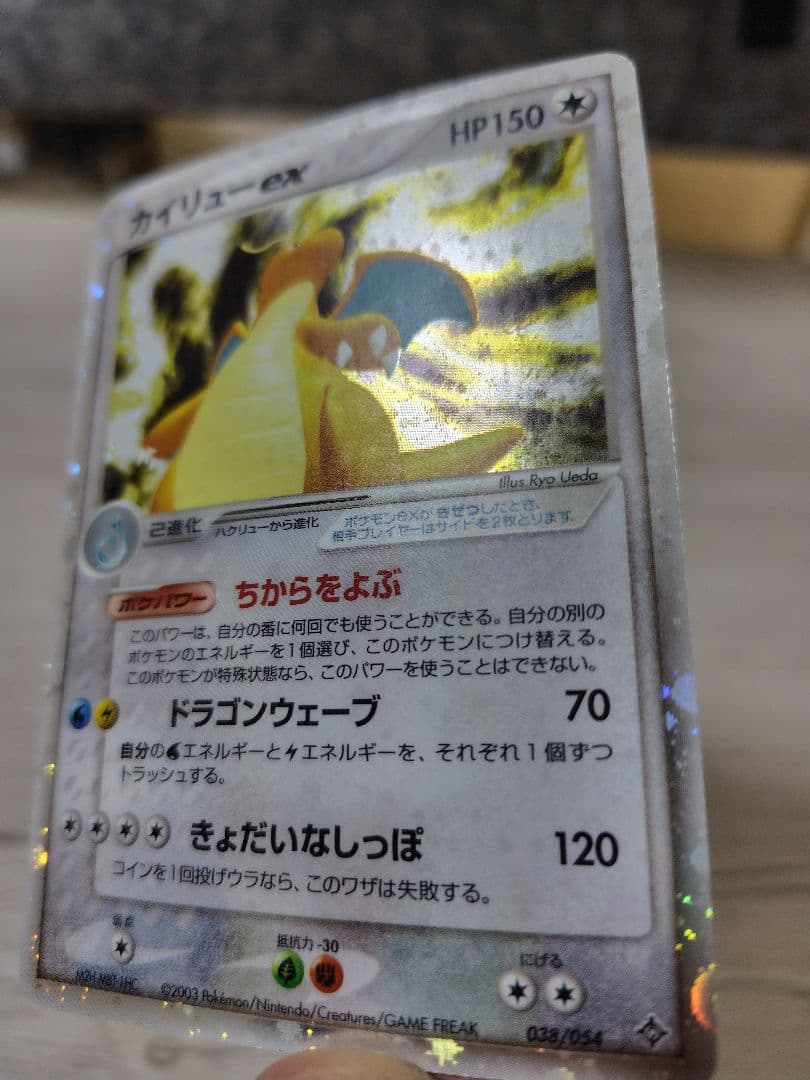 カイリューex HP150
Illus.Ryo Ueda
2進化 ハクリューから進化
ポケモンexがきぜつしたとき、
相手プレイヤーはサイドを2枚とります。
ポケパワー ちからをよぶ
このパワーは、自分の番に何回でも使うことができる。自分の別の
ポケモンのエネルギーを1個選び、このポケモンにつけ替える。
このポケモンが特殊状態なら、このパワーを使うことはできない。
ドラゴンウェーブ 70
自分のエネルギーとエネルギーを、それぞれ1個ずつ
トラッシュする。
きょだいなしっぽ 120
コインを1回投げウラなら、このワザは失敗する。
弱点 抵抗力 -30 にげる
©2003 Pokémon/Nintendo/Creatures/GAME FREAK 038/054